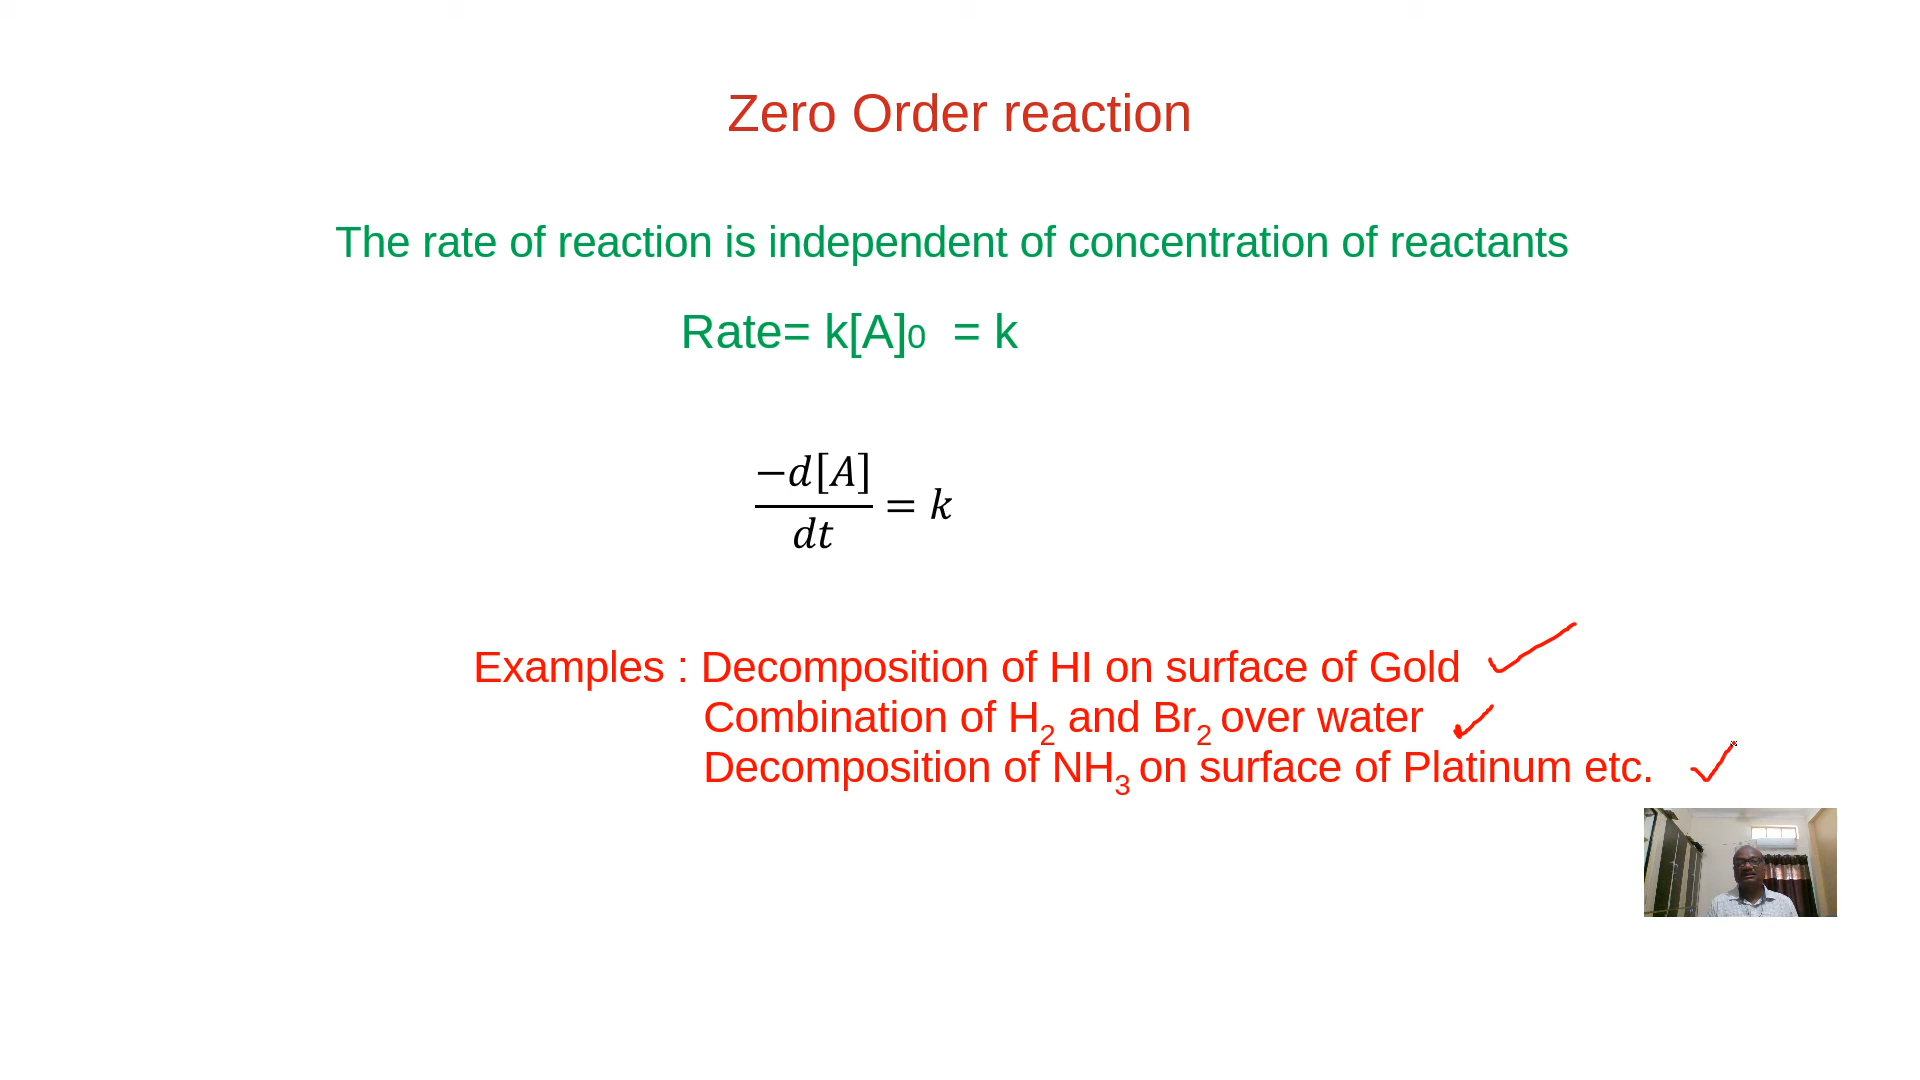 Zero Order reaction
The rate of reaction is independent of concentration of reactants
Rate= k[A]0 = k
−d[A]
dt
= k
Examples : Decomposition of HI on surface of Gold
Combination of H2 and Br2 over water
Decomposition of NH3 on surface of Platinum etc.